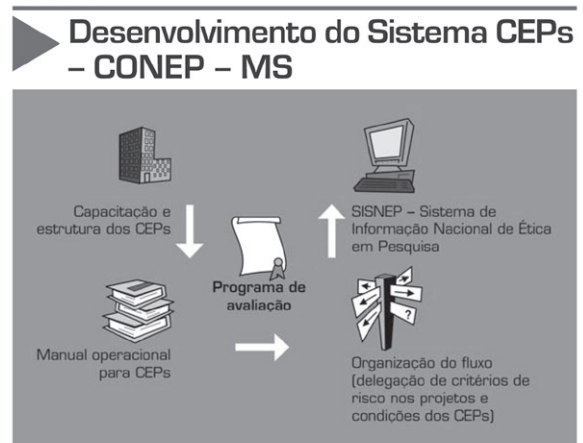 Desenvolvimento do Sistema CEPs
– CONEP – MS
Capacitação e
estrutura dos CEPs
SISNEP – Sistema de
Informação Nacional de Ética
em Pesquisa
Programa de
avaliação
Manual operacional
para CEPs
?
Organização do fluxo
(delegação de critérios de
risco nos projetos e
condições dos CEPs)